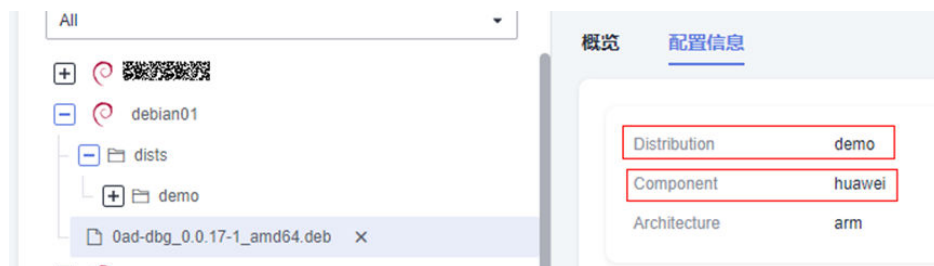 All
debian01
dists
demo
0ad-dbg_0.0.17-1_amd64.deb
概览 配置信息
Distribution demo
Component huawei
Architecture arm